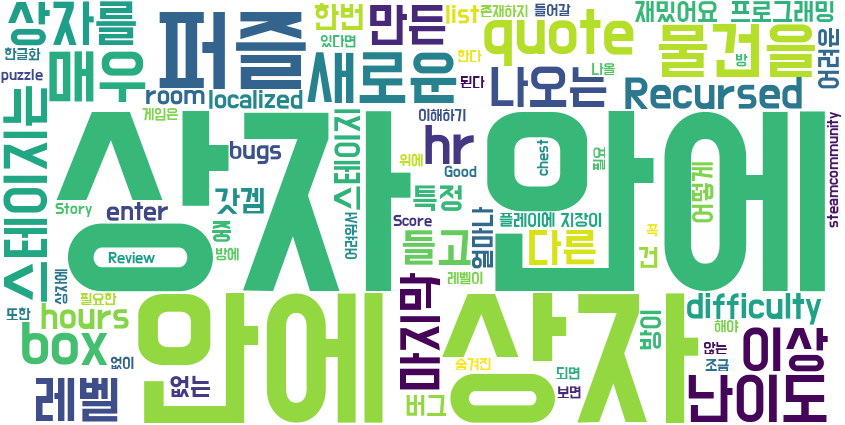 상자를
퍼즐
한번
만듣
list
존재하지
들어갈
재밌어요 프로그래밍
한글화
있다면
quote
물건을
방
어려운
puzzle
매우
room
localized
새로운
한다
된다
나오는
나올
Recursed
스테이지는
게임은
스테이지
이해하기
hr
위에
Good
chest
필요
어떻게
steamcommunity
상자 안에
bugs
Story
enter
갓겜
특정
중
방에
Score
플레이에 지장이
어려워서
얼마나
꼭
Review
상자에
들고
다른
건
또한
필요한
hours
레벨이
마지막
방이
difficulty
안에 상자
해야
box
없이
숨겨진
이상
않는
조금
레벨
없는
버그
되면
보면
난이도